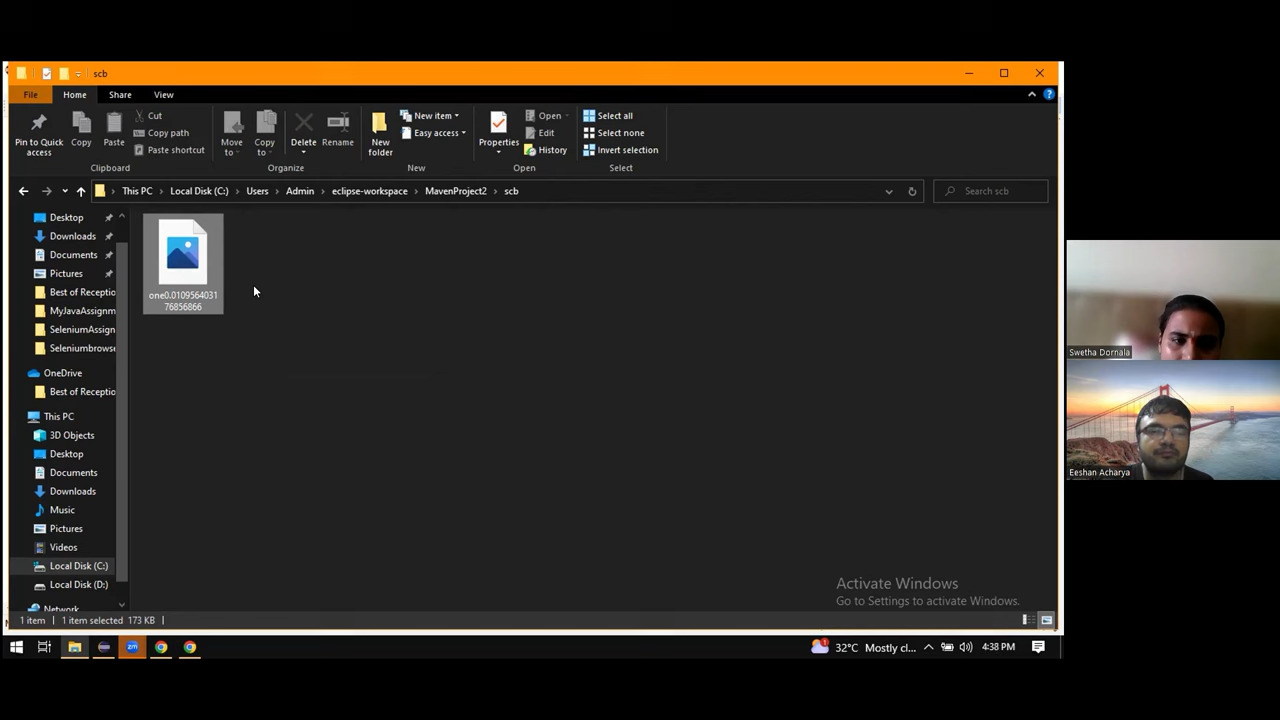 scb
File
Home
Share
View
Pin to Quick
access
Copy
Paste
Cut
Copy path
Paste shortcut
Clipboard
Move
to
Copy
to
Delete
Rename
Organize
New
folder
New item
Easy access
New
Properties
Open
Edit
History
Open
Select all
Select none
Invert selection
Select
This PC > Local Disk (C:) > Users > Admin > eclipse-workspace > MavenProject2 > scb
Search scb
Desktop
Downloads
Documents
Pictures
Best of Receptio
MyJavaAssignm
SeleniumAssign
Seleniumbrowse
OneDrive
Best of Receptio
This PC
3D Objects
Desktop
Documents
Downloads
Music
Pictures
Videos
Local Disk (C:)
Local Disk (D:)
Network
one0.0109564031
76856866
Swetha Dornala
Eeshan Acharya
Activate Windows
Go to Settings to activate Windows.
1 item
1 item selected 173 KB
zm
1
32°C Mostly cl...
4:38 PM